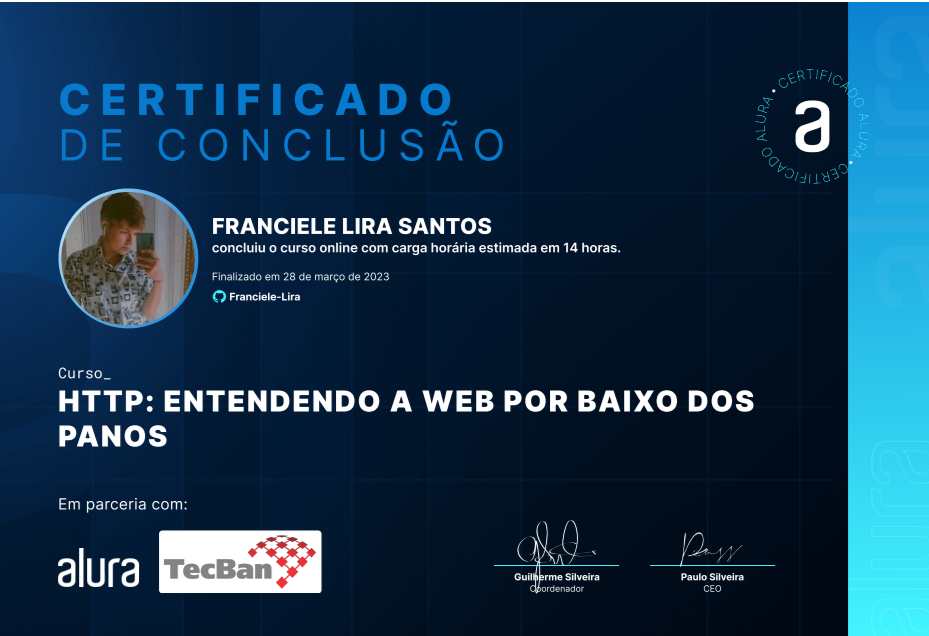 CERTIFICADO
DE CONCLUSÃO
CERTIFICADO ALURA • CERTIFICADO ALURA •
a
FRANCIELE LIRA SANTOS
concluiu o curso online com carga horária estimada em 14 horas.
Finalizado em 28 de março de 2023
Franciele-Lira
Curso_
HTTP: ENTENDENDO A WEB POR BAIXO DOS
PANOS
Em parceria com:
alura
TecBan
Guilherme Silveira
Coordenador
Paulo Silveira
CEO
alura
alura